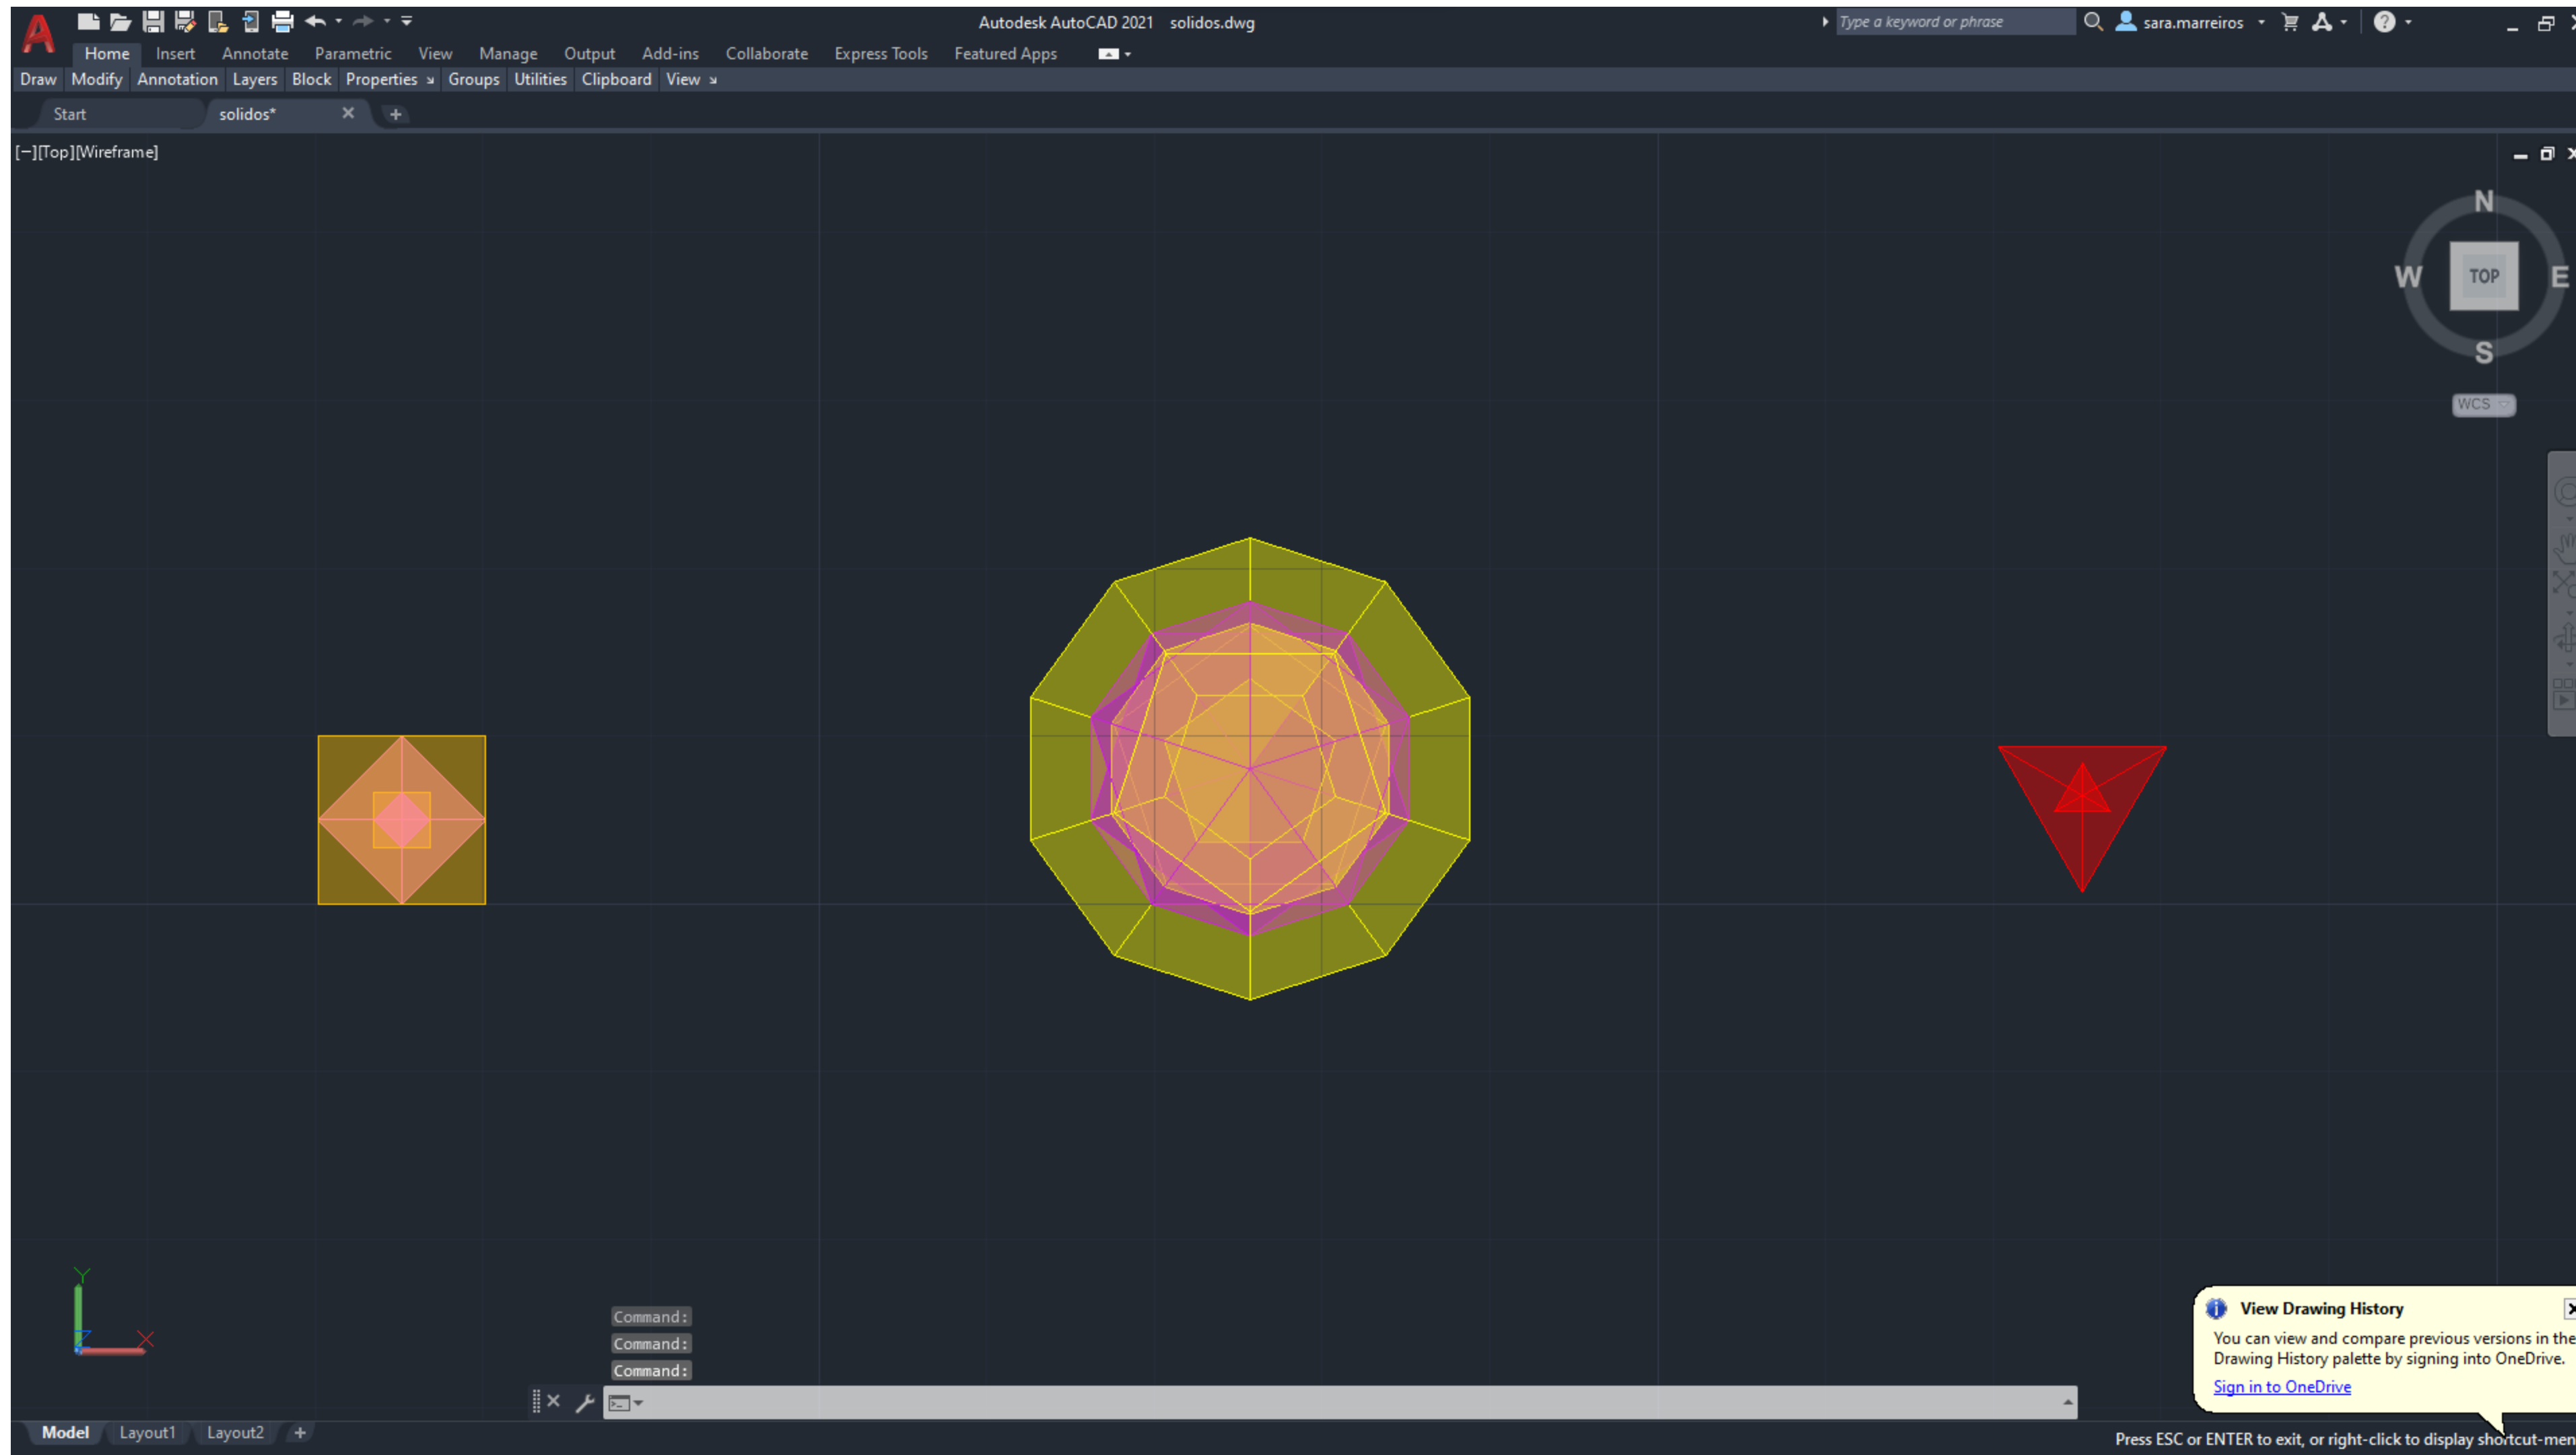 Autodesk AutoCAD 2021 solidos.dwg
Type a keyword or phrase
sara.marreiros
Home Insert Annotate Parametric View Manage Output Add-ins Collaborate Express Tools Featured Apps
Draw Modify Annotation Layers Block Properties Groups Utilities Clipboard View
Start solidos*
[−][Top][Wireframe]
N
W TOP E
S
WCS
Y
Z X
Command:
Command:
Command:
View Drawing History
You can view and compare previous versions in the
Drawing History palette by signing into OneDrive.
Sign in to OneDrive
Model Layout1 Layout2 +
Press ESC or ENTER to exit, or right-click to display shortcut-men